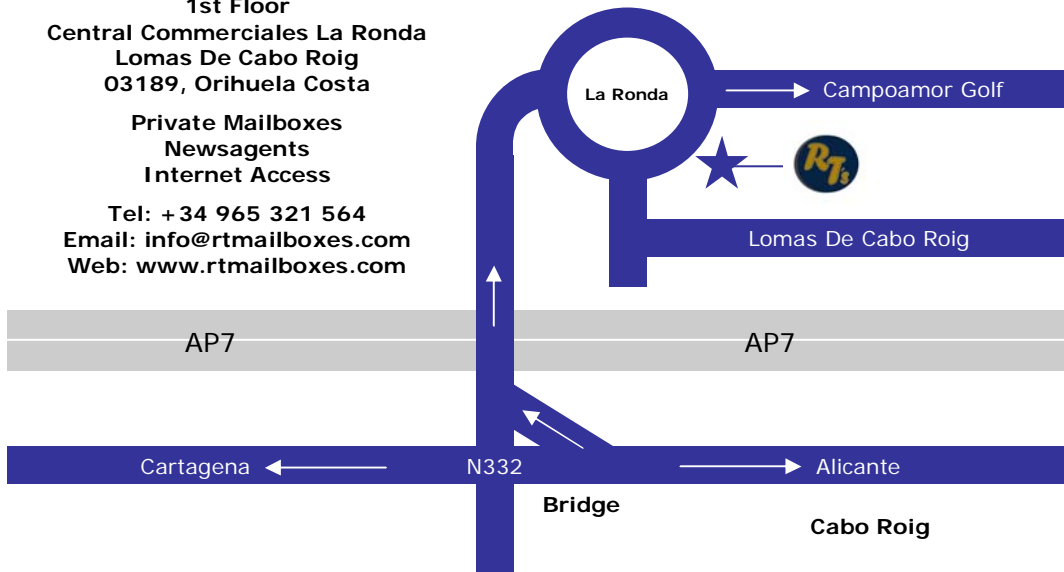 1st Floor
Central Commerciales La Ronda
Lomas De Cabo Roig
03189, Orihuela Costa
Private Mailboxes
Newsagents
Internet Access
Tel: +34 965 321 564
Email: info@rtmailboxes.com
Web: www.rtmailboxes.com
La Ronda
Campoamor Golf
RT's
Lomas De Cabo Roig
AP7
AP7
Cartagena
N332
Alicante
Bridge
Cabo Roig